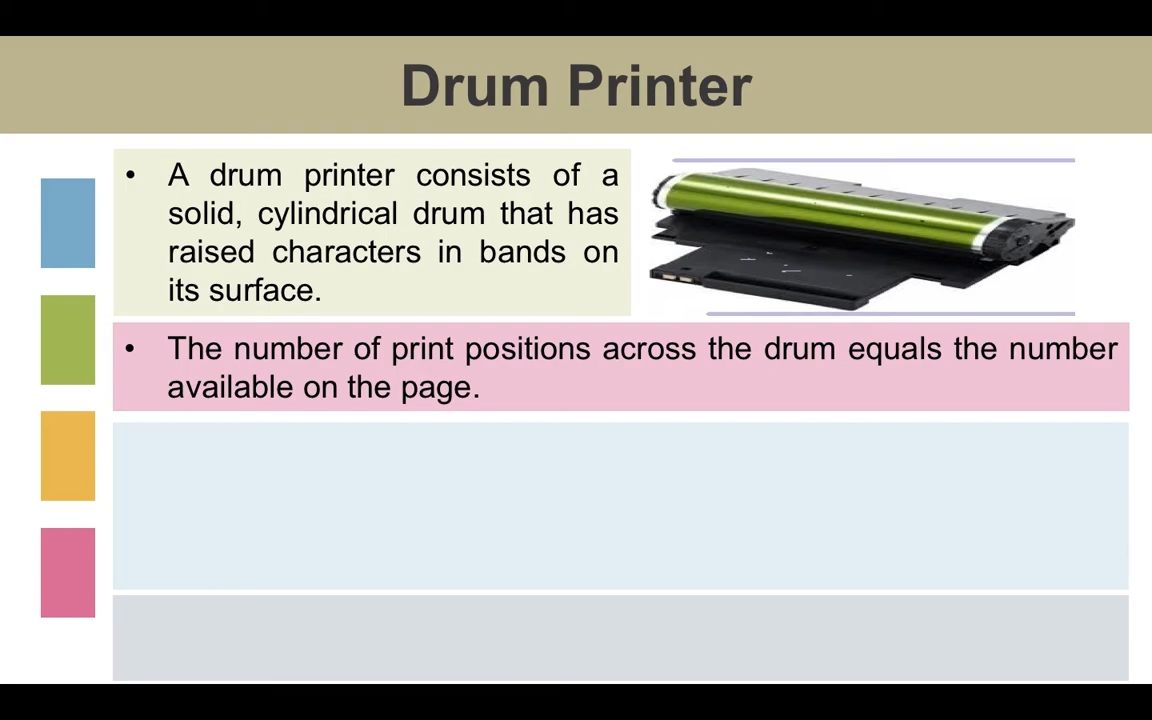 Drum Printer
• A drum printer consists of a
solid, cylindrical drum that has
raised characters in bands on
its surface.
• The number of print positions across the drum equals the number
available on the page.